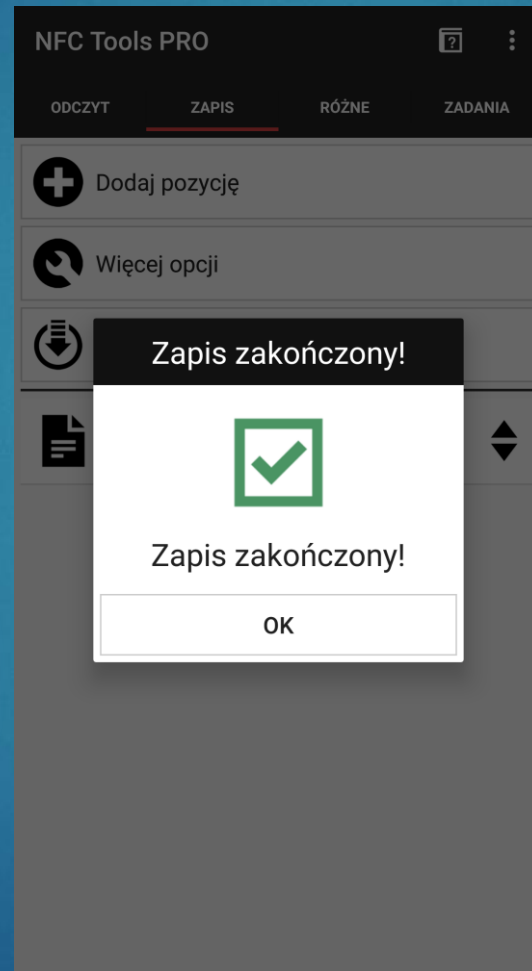 NFC Tools PRO
ODCZYT ZAPIS RÓŻNE ZADANIA
Dodaj pozycję
Więcej opcji
Zapis zakończony!
Zapis zakończony!
OK